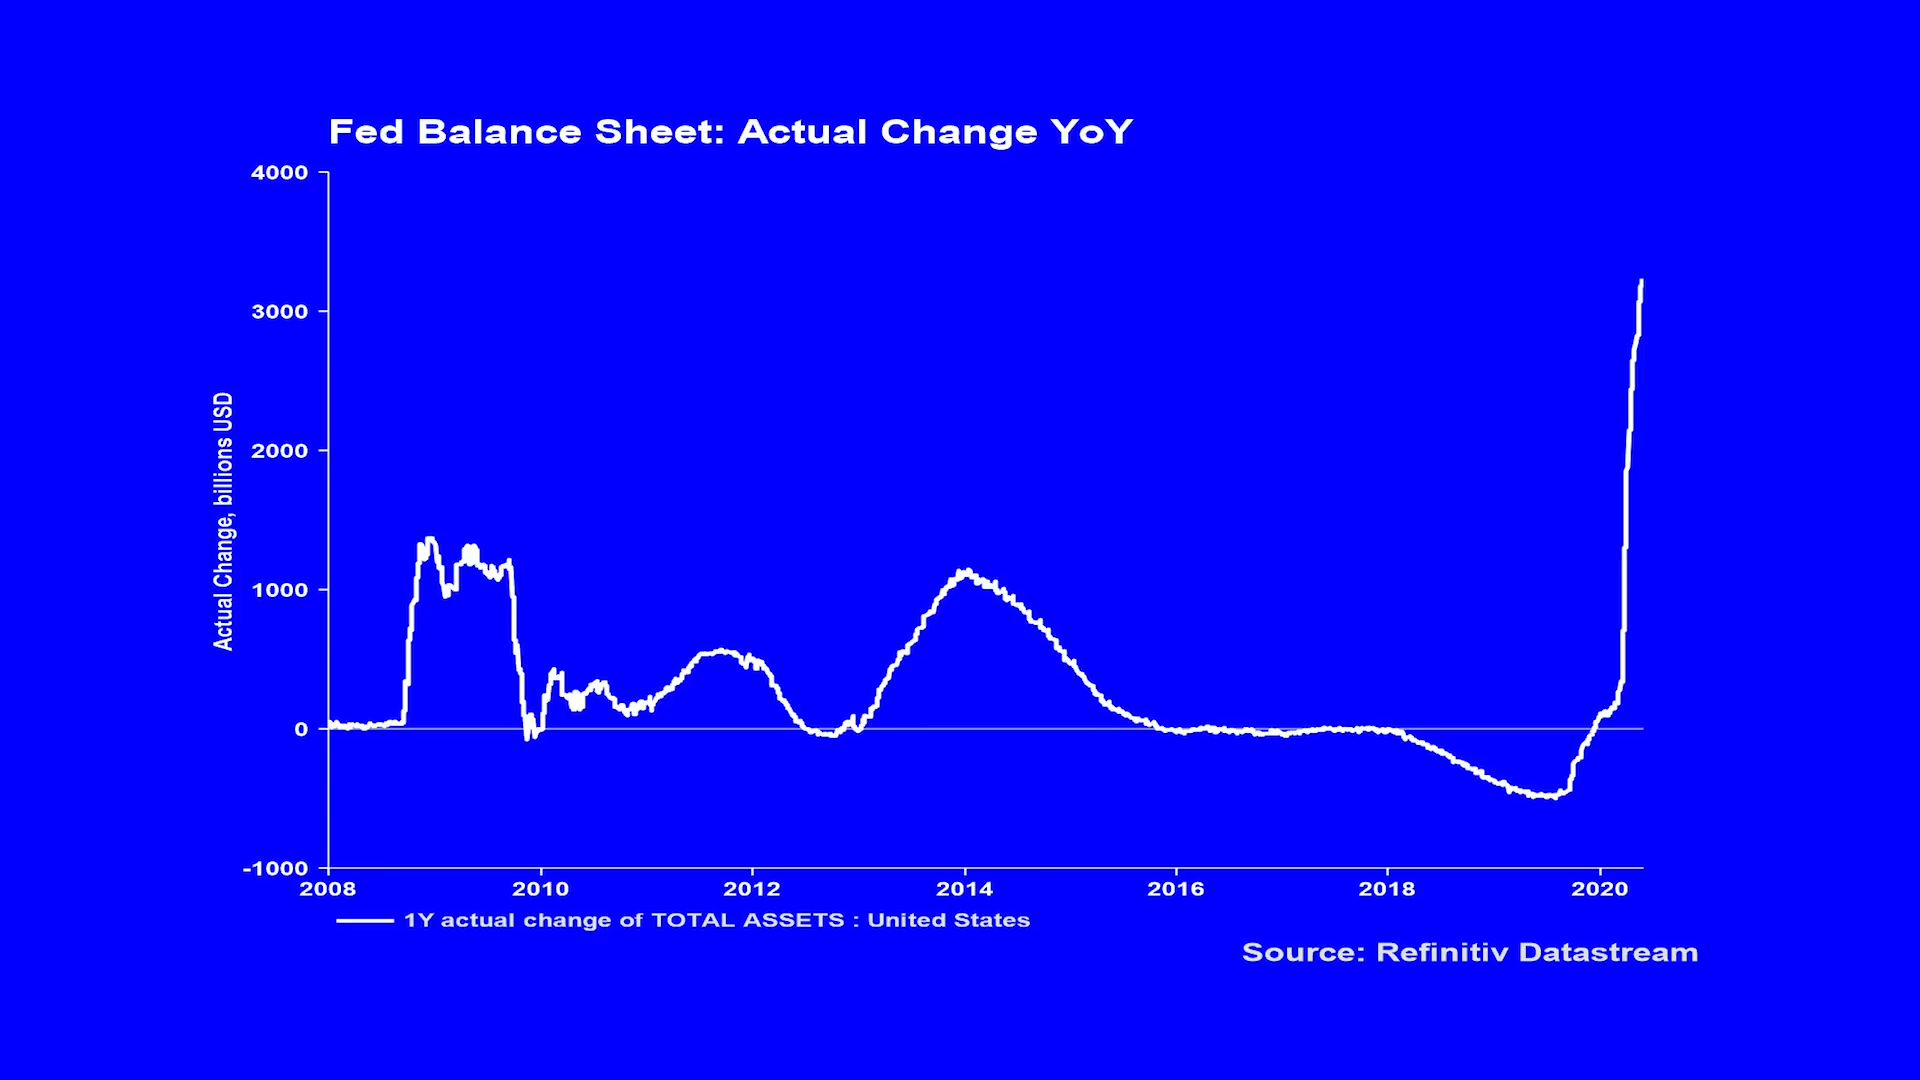 Fed Balance Sheet: Actual Change YoY
4000
3000
2000
1000
0
-1000
Actual Change, billions USD
2008 2010 2012 2014 2016 2018 2020
1Y actual change of TOTAL ASSETS : United States
Source: Refinitiv Datastream